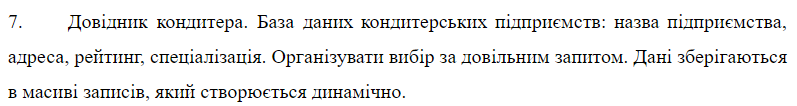 7. Довідник кондитера. База даних кондитерських підприємств: назва підприємства,
адреса, рейтинг, спеціалізація. Організувати вибір за довільним запитом. Дані зберігаються
в масиві записів, який створюється динамічно.